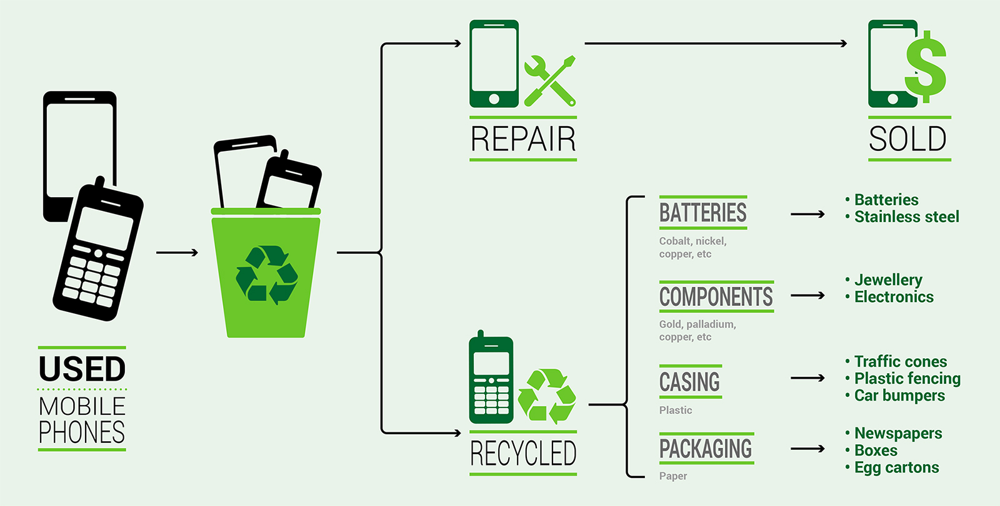 USED
MOBILE
PHONES
REPAIR
SOLD
RECYCLED
BATTERIES
Cobalt, nickel,
copper, etc
• Batteries
• Stainless steel
COMPONENTS
Gold, palladium,
copper, etc
• Jewellery
• Electronics
CASING
Plastic
• Traffic cones
• Plastic fencing
• Car bumpers
PACKAGING
Paper
• Newspapers
• Boxes
• Egg cartons